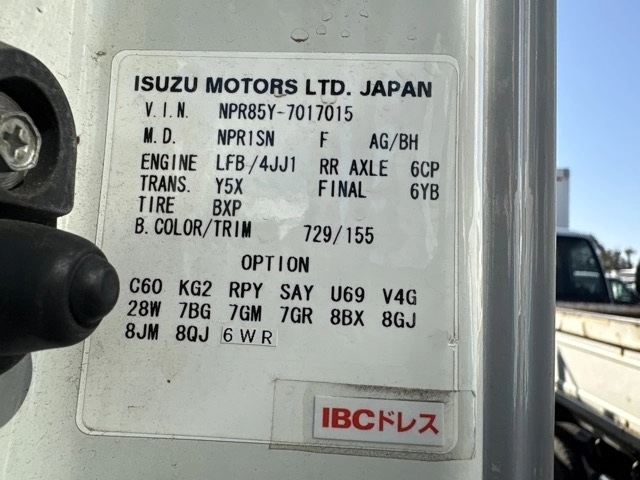 ISUZU MOTORS LTD. JAPAN
V.I.N. NPR85Y-7017015
M.D. NPR1SN F AG/BH
ENGINE LFB/4JJ1 RR AXLE 6CP
TRANS. Y5X FINAL 6YB
TIRE BXP
B.COLOR/TRIM 729/155
OPTION
C60 KG2 RPY SAY U69 V4G
28W 7BG 7GM 7GR 8BX 8GJ
8JM 8QJ 6WR
IBCドレス